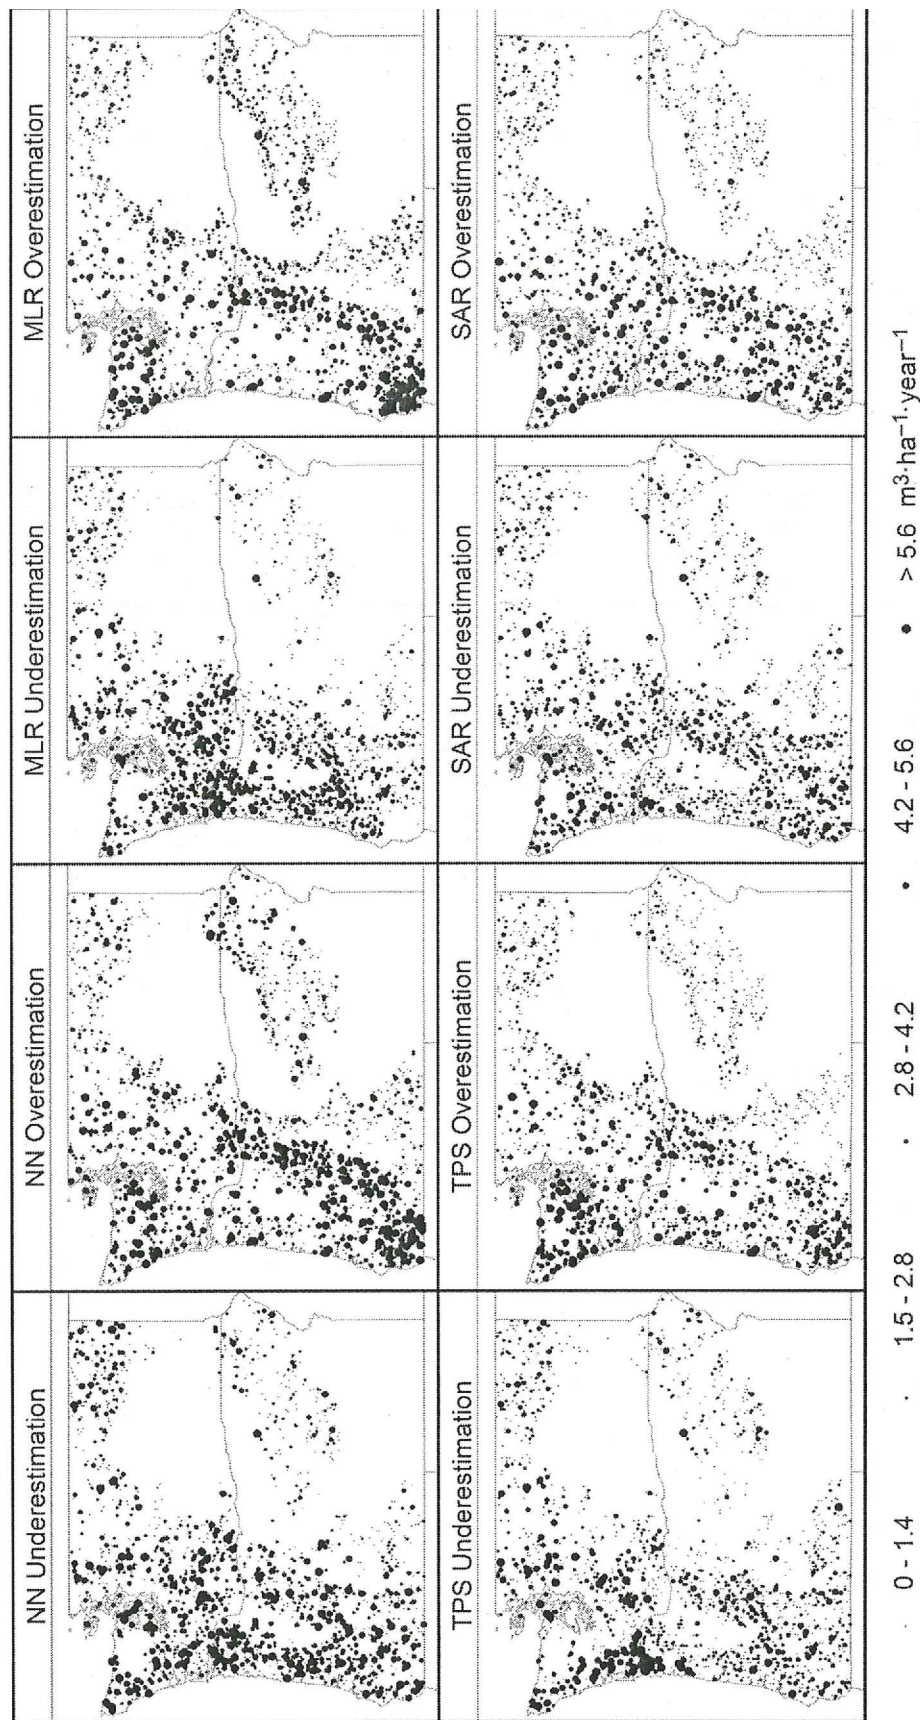 NN Underestimation
NN Overestimation
MLR Underestimation
MLR Overestimation
TPS Underestimation
TPS Overestimation
SAR Underestimation
SAR Overestimation
0 - 1.4 1.5 - 2.8 2.8 - 4.2 4.2 - 5.6 > 5.6 m³·ha⁻¹·year⁻¹